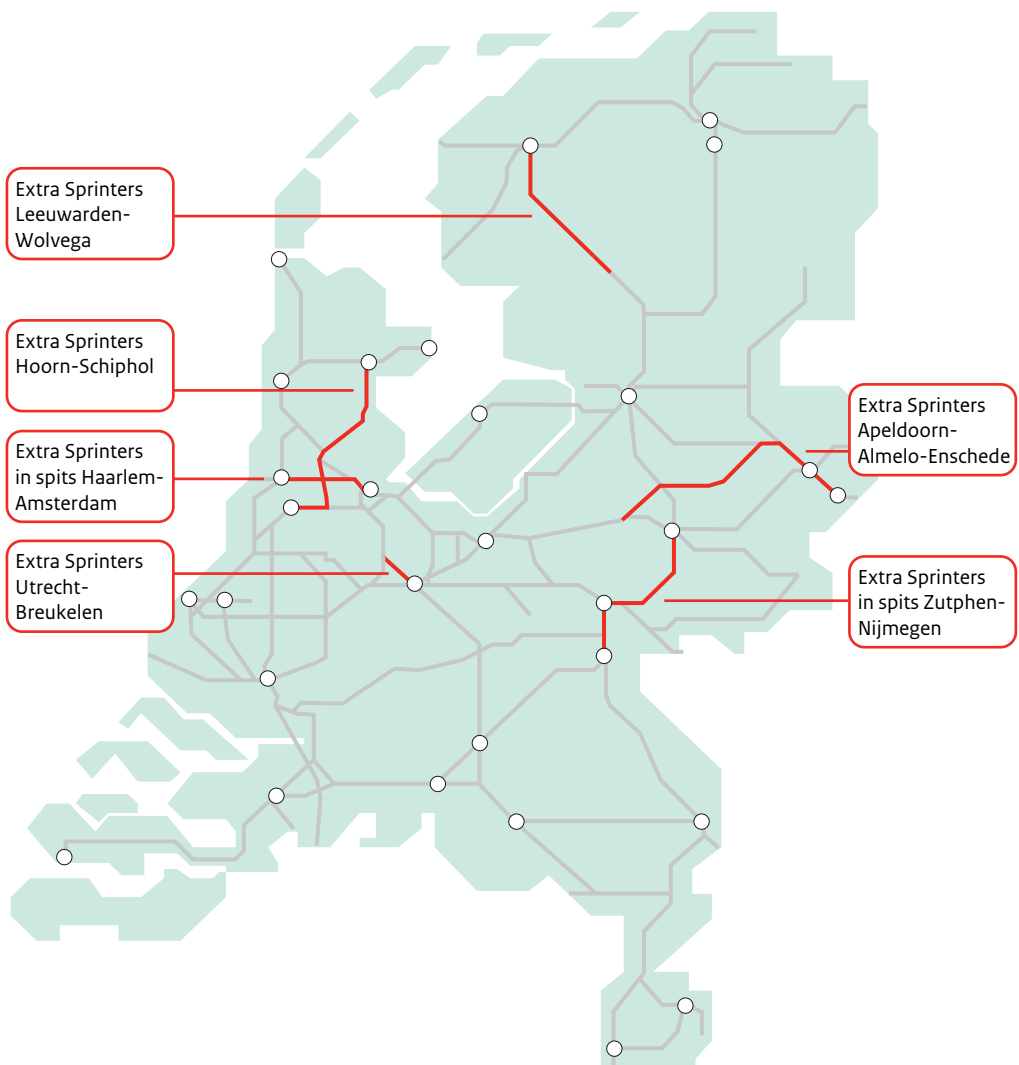 Extra Sprinters
Leeuwarden-
Wolvega
Extra Sprinters
Hoorn-Schiphol
Extra Sprinters
in spits Haarlem-
Amsterdam
Extra Sprinters
Utrecht-
Breukelen
Extra Sprinters
Apeldoorn-
Almelo-Enschede
Extra Sprinters
in spits Zutphen-
Nijmegen